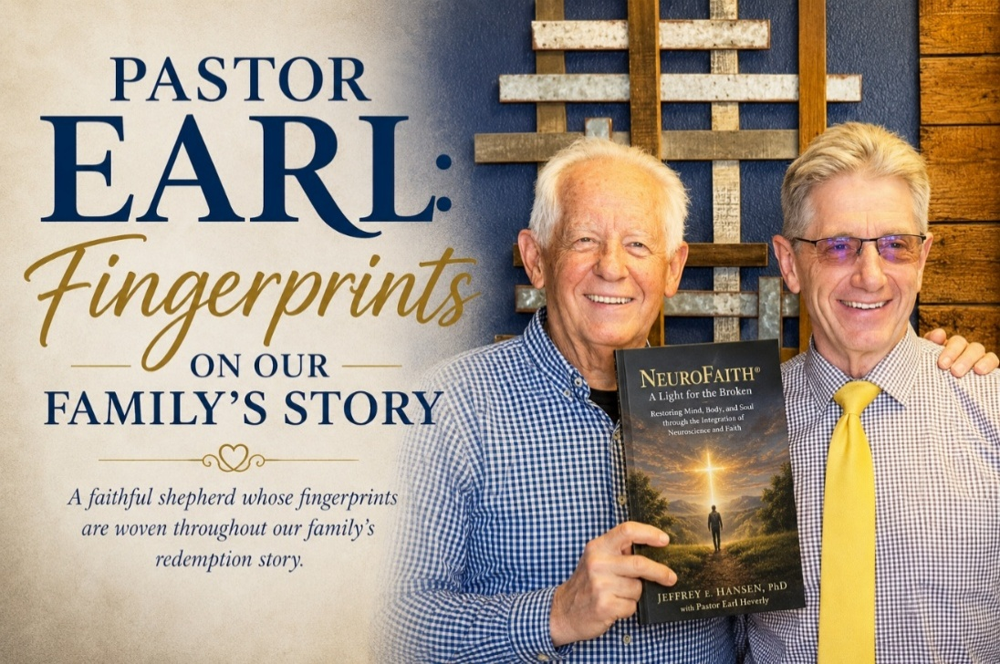 PASTOR
EARL:
Fingerprints
ON OUR
FAMILY'S STORY
A faithful shepherd whose fingerprints
are woven throughout our family's
redemption story.
NEUROFAITH®
A Light for the Broken
Restoring Mind, Body, and Soul
through the Integration of
Neuroscience and Faith
JEFFREY E. HANSEN, PhD
with Pastor Earl Heverly